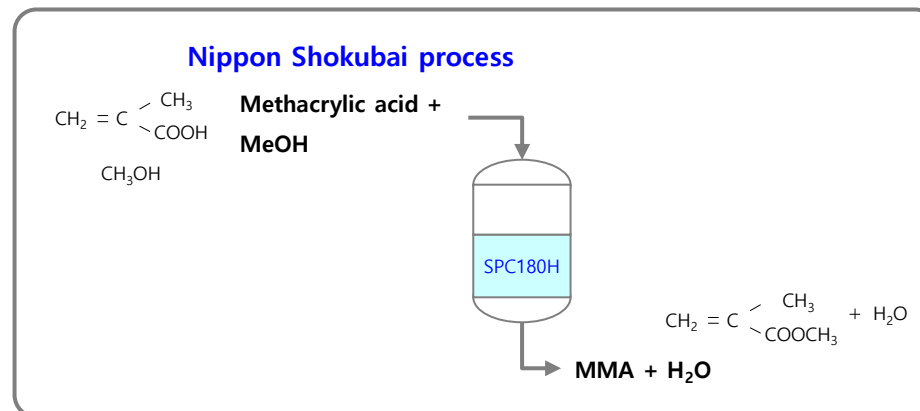 Nippon Shokubai process
CH₂ = C
CH₃
COOH
CH₃OH
Methacrylic acid +
MeOH
SPC180H
CH₂ = C
CH₃
COOCH₃
+ H₂O
MMA + H₂O